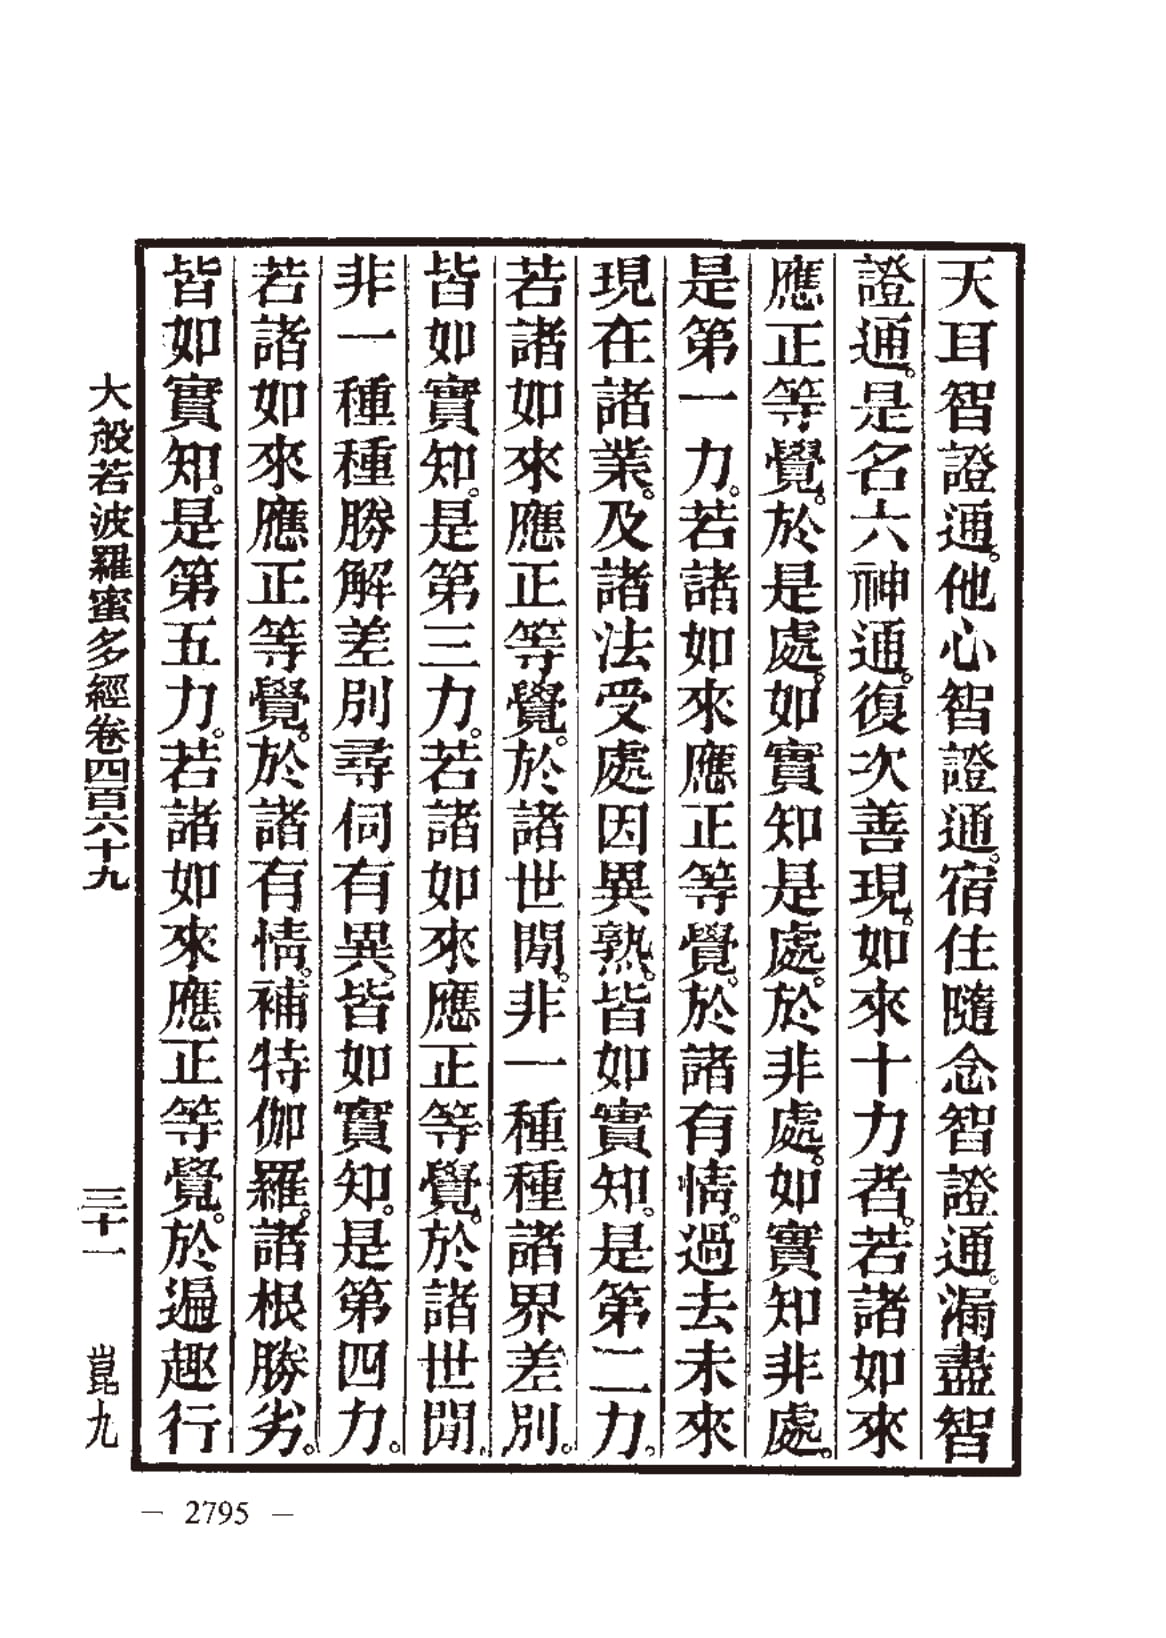 天耳智證通。他心智證通。宿住隨念智證通。漏盡智
證通。是名六神通。復次善現。如來十力者。若諸如來
應正等覺。於是處。如實知是處。於非處。如實知非處。
是第一力。若諸如來應正等覺。於諸有情。過去未來
現在諸業。及諸法受處因異熟。皆如實知。是第二力。
若諸如來應正等覺。於諸世間。非一種種諸界差別。
皆如實知。是第三力。若諸如來應正等覺。於諸世間。
非一種種勝解差別尋伺有異。皆如實知。是第四力。
若諸如來應正等覺。於諸有情。補特伽羅。諸根勝劣。
皆如實知。是第五力。若諸如來應正等覺。於遍趣行
大般若波羅蜜多經卷四百六十九 三十一 崑九
— 2795 —